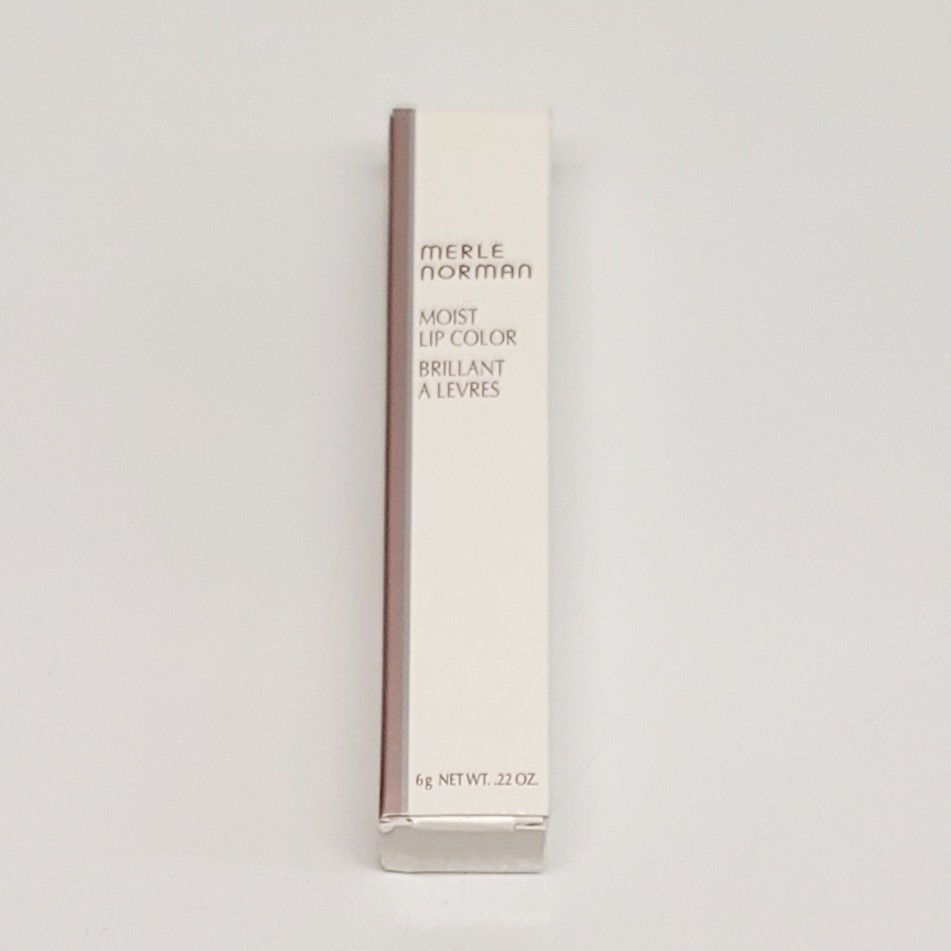 MERLE
NORMAN
MOIST
LIP COLOR
BRILLANT
A LEVRES
6g NET WT. .22 OZ.